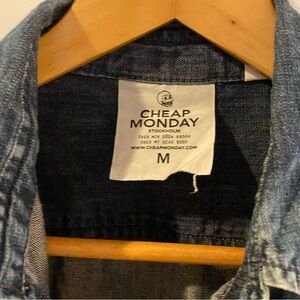 CHEAP
MONDAY
STOCKHOLM
ÖVER MIN DÖDA KROPP
OVER MY DEAD BODY
WWW.CHEAPMONDAY.COM
M